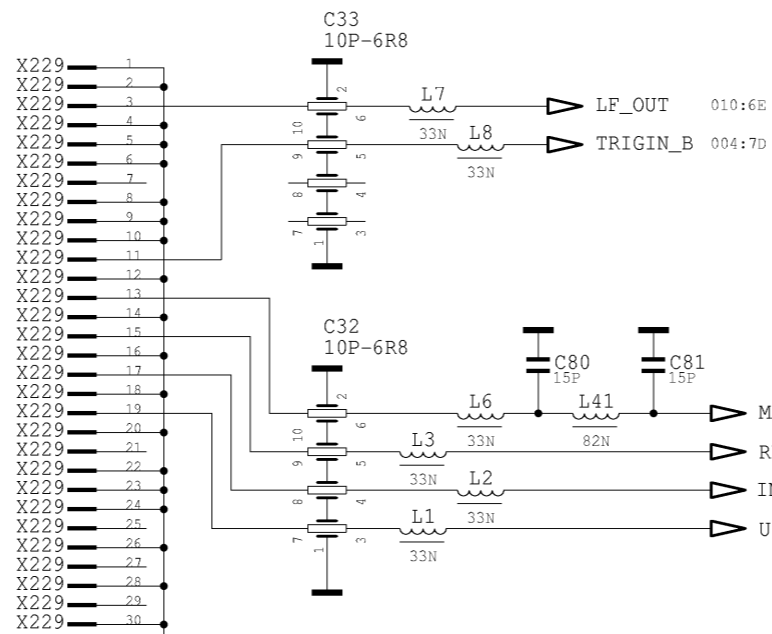 C33
10P-6R8
X229 1
X229 2
X229 3
X229 4
X229 5
X229 6
X229 7
X229 8
X229 9
X229 10
X229 11
X229 12
X229 13
X229 14
X229 15
X229 16
X229 17
X229 18
X229 19
X229 20
X229 21
X229 22
X229 23
X229 24
X229 25
X229 26
X229 27
X229 28
X229 29
X229 30
2
10 6
9 5
8 4
7 1 3
L7
33N
LF_OUT 010:6E
L8
33N
TRIGIN_B 004:7D
C32
10P-6R8
2
10 6
9 5
8 4
7 1 3
C80
15P
C81
15P
L6
33N
L41
82N
M
L3
33N
R
L2
33N
L1
33N
U